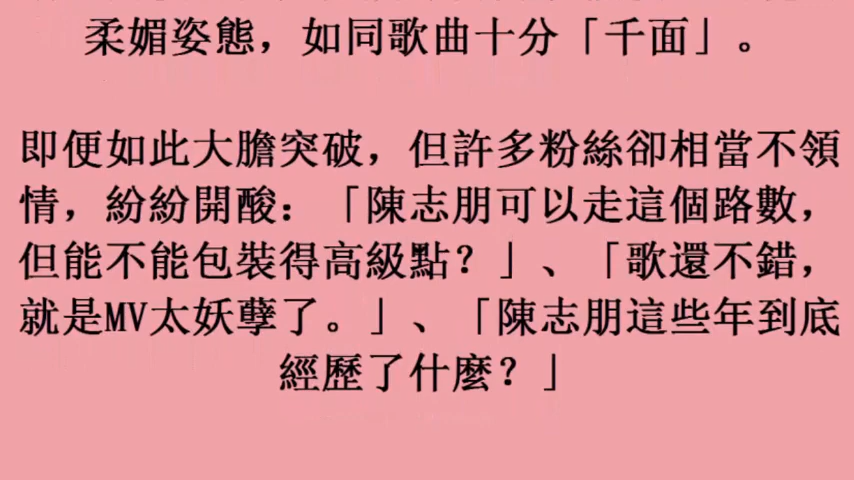 柔媚姿態，如同歌曲十分「千面」。
即便如此大膽突破，但許多粉絲卻相當不領
情，紛紛開酸：「陳志朋可以走這個路數，
但能不能包裝得高級點？」、「歌還不錯，
就是MV太妖孽了。」、「陳志朋這些年到底
經歷了什麼？」